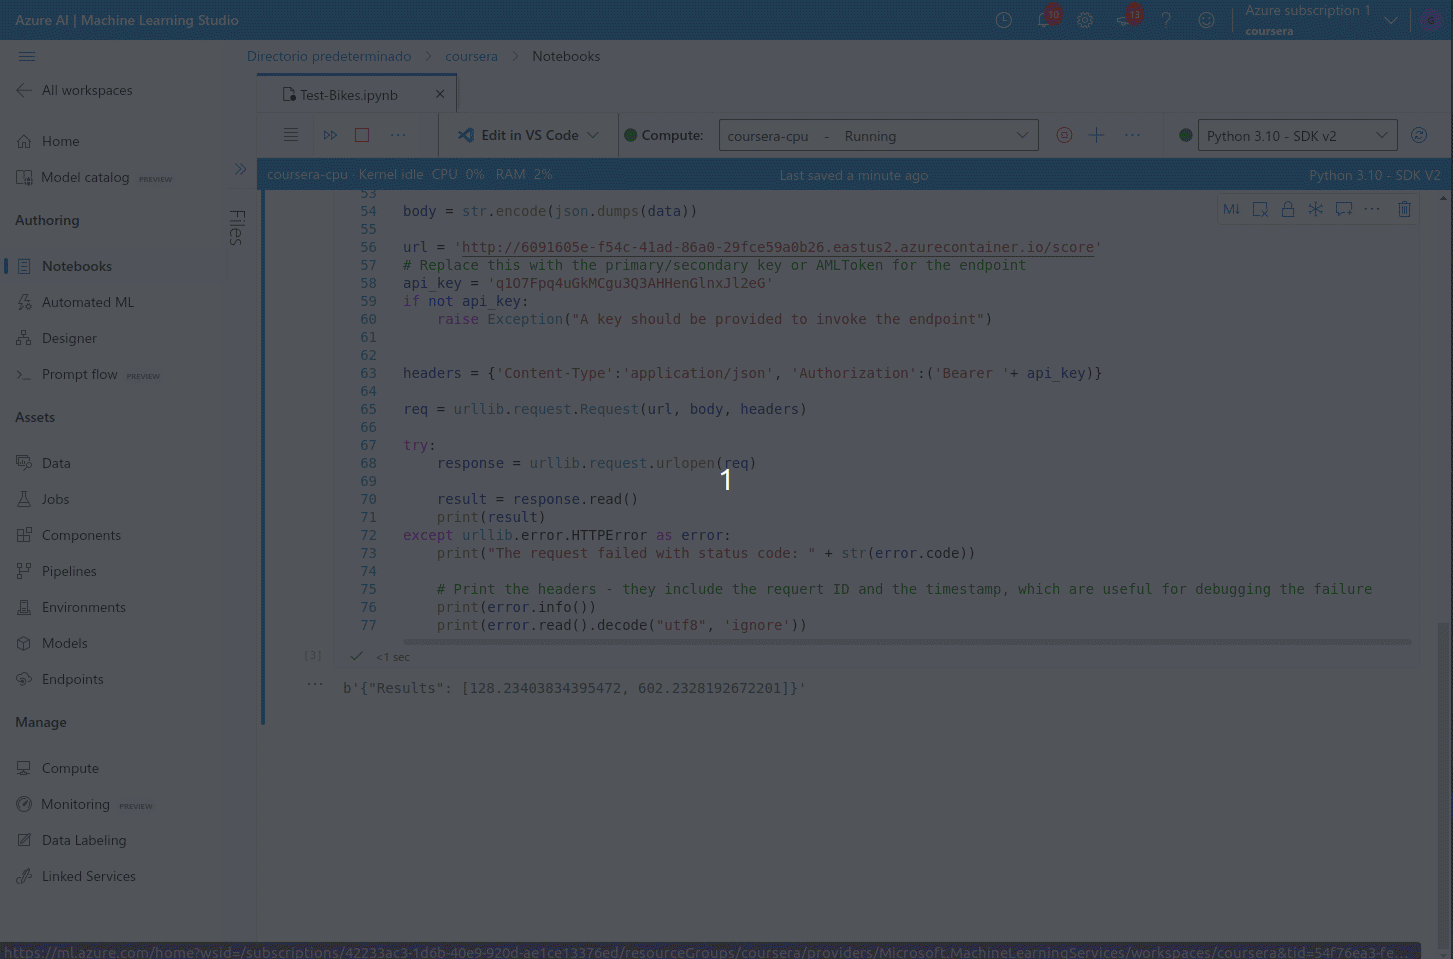 Azure AI | Machine Learning Studio
10
13
?
Azure subscription 1
coursera
G
Directorio predeterminado > coursera > Notebooks
All workspaces
Home
Model catalog PREVIEW
Authoring
Notebooks
Automated ML
Designer
Prompt flow PREVIEW
Assets
Data
Jobs
Components
Pipelines
Environments
Models
Endpoints
Manage
Compute
Monitoring PREVIEW
Data Labeling
Linked Services
Files
Test-Bikes.ipynb
Edit in VS Code
Compute:
coursera-cpu - Running
Python 3.10 - SDK v2
coursera-cpu · Kernel idle CPU 0% RAM 2%
Last saved a minute ago
Python 3.10 - SDK V2
M↓
53
54 body = str.encode(json.dumps(data))
55
56 url = 'http://6091605e-f54c-41ad-86a0-29fce59a0b26.eastus2.azurecontainer.io/score'
57 # Replace this with the primary/secondary key or AMLToken for the endpoint
58 api_key = 'q1O7Fpq4uGkMCgu3Q3AHHenGlnxJl2eG'
59 if not api_key:
60     raise Exception("A key should be provided to invoke the endpoint")
61
62
63 headers = {'Content-Type':'application/json', 'Authorization':('Bearer '+ api_key)}
64
65 req = urllib.request.Request(url, body, headers)
66
67 try:
68     response = urllib.request.urlopen(req)
69
70     result = response.read()
71     print(result)
72 except urllib.error.HTTPError as error:
73     print("The request failed with status code: " + str(error.code))
74
75     # Print the headers - they include the requert ID and the timestamp, which are useful for debugging the failure
76     print(error.info())
77     print(error.read().decode("utf8", 'ignore'))
1
[3]
<1 sec
b'{"Results": [128.23403834395472, 602.2328192672201]}'
https://ml.azure.com/home?wsid=/subscriptions/42233ac3-1d6b-40e9-920d-ae1ce13376ed/resourceGroups/coursera/providers/Microsoft.MachineLearningServices/workspaces/coursera&tid=54f76ea3-fe...